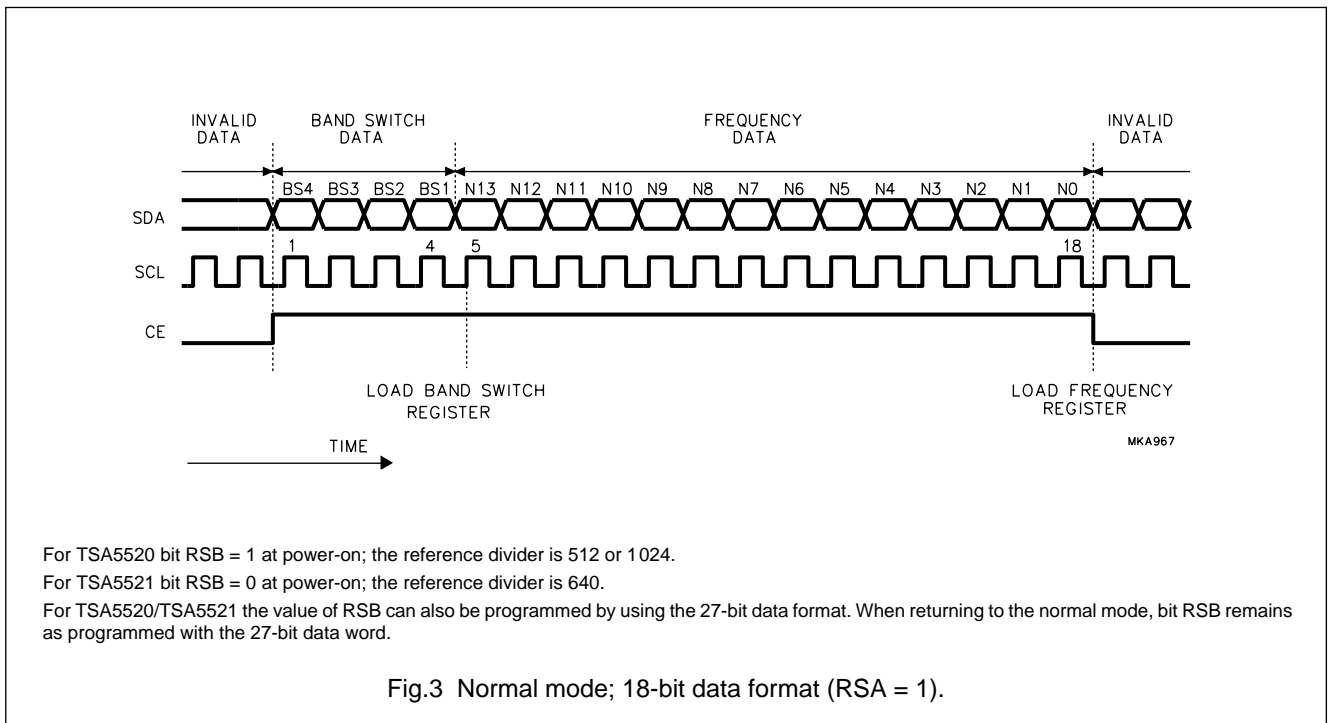 INVALID DATA
BAND SWITCH DATA
FREQUENCY DATA
INVALID DATA
BS4 BS3 BS2 BS1 N13 N12 N11 N10 N9 N8 N7 N6 N5 N4 N3 N2 N1 N0
SDA
1 4 5 18
SCL
CE
LOAD BAND SWITCH REGISTER
LOAD FREQUENCY REGISTER
TIME
MKA967
For TSA5520 bit RSB = 1 at power-on; the reference divider is 512 or 1024.
For TSA5521 bit RSB = 0 at power-on; the reference divider is 640.
For TSA5520/TSA5521 the value of RSB can also be programmed by using the 27-bit data format. When returning to the normal mode, bit RSB remains
as programmed with the 27-bit data word.
Fig.3 Normal mode; 18-bit data format (RSA = 1).